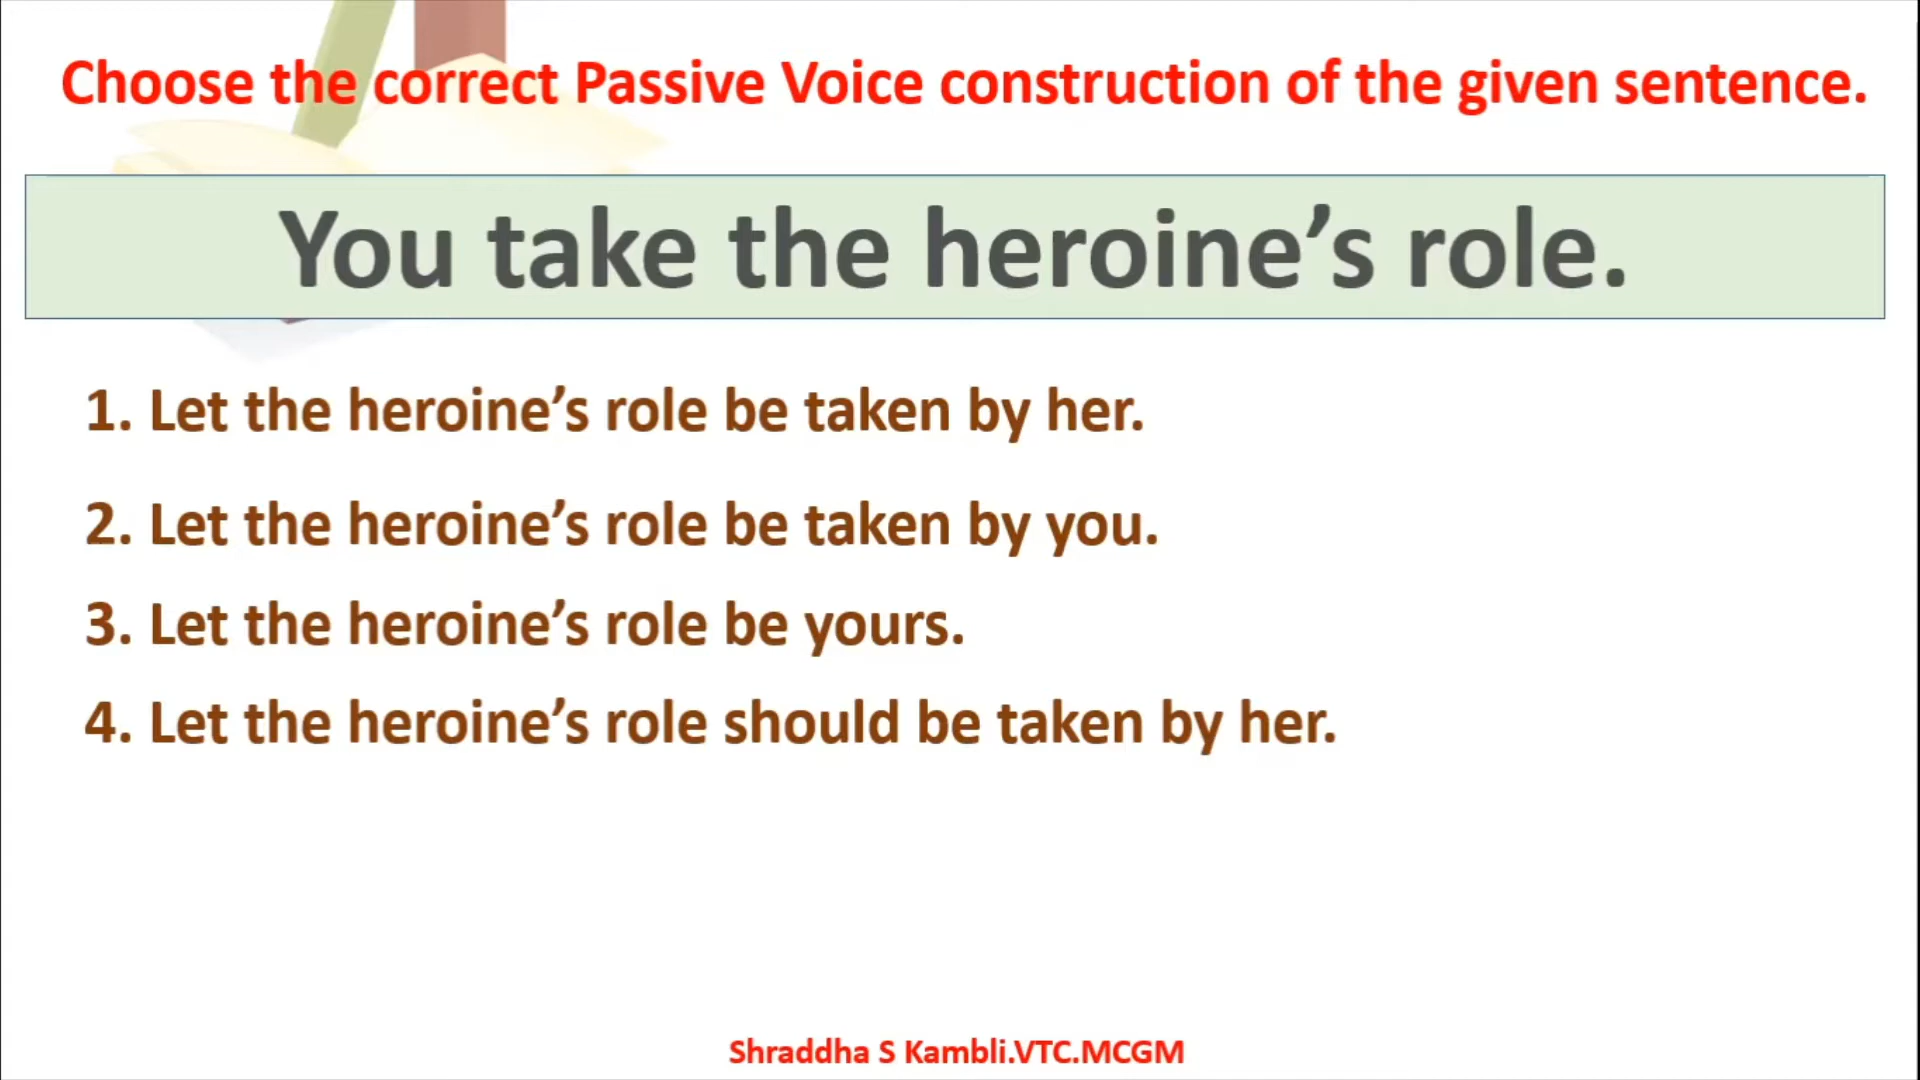 Choose the correct Passive Voice construction of the given sentence.
You take the heroine’s role.
1. Let the heroine’s role be taken by her.
2. Let the heroine’s role be taken by you.
3. Let the heroine’s role be yours.
4. Let the heroine’s role should be taken by her.
Shraddha S Kambli.VTC.MCGM